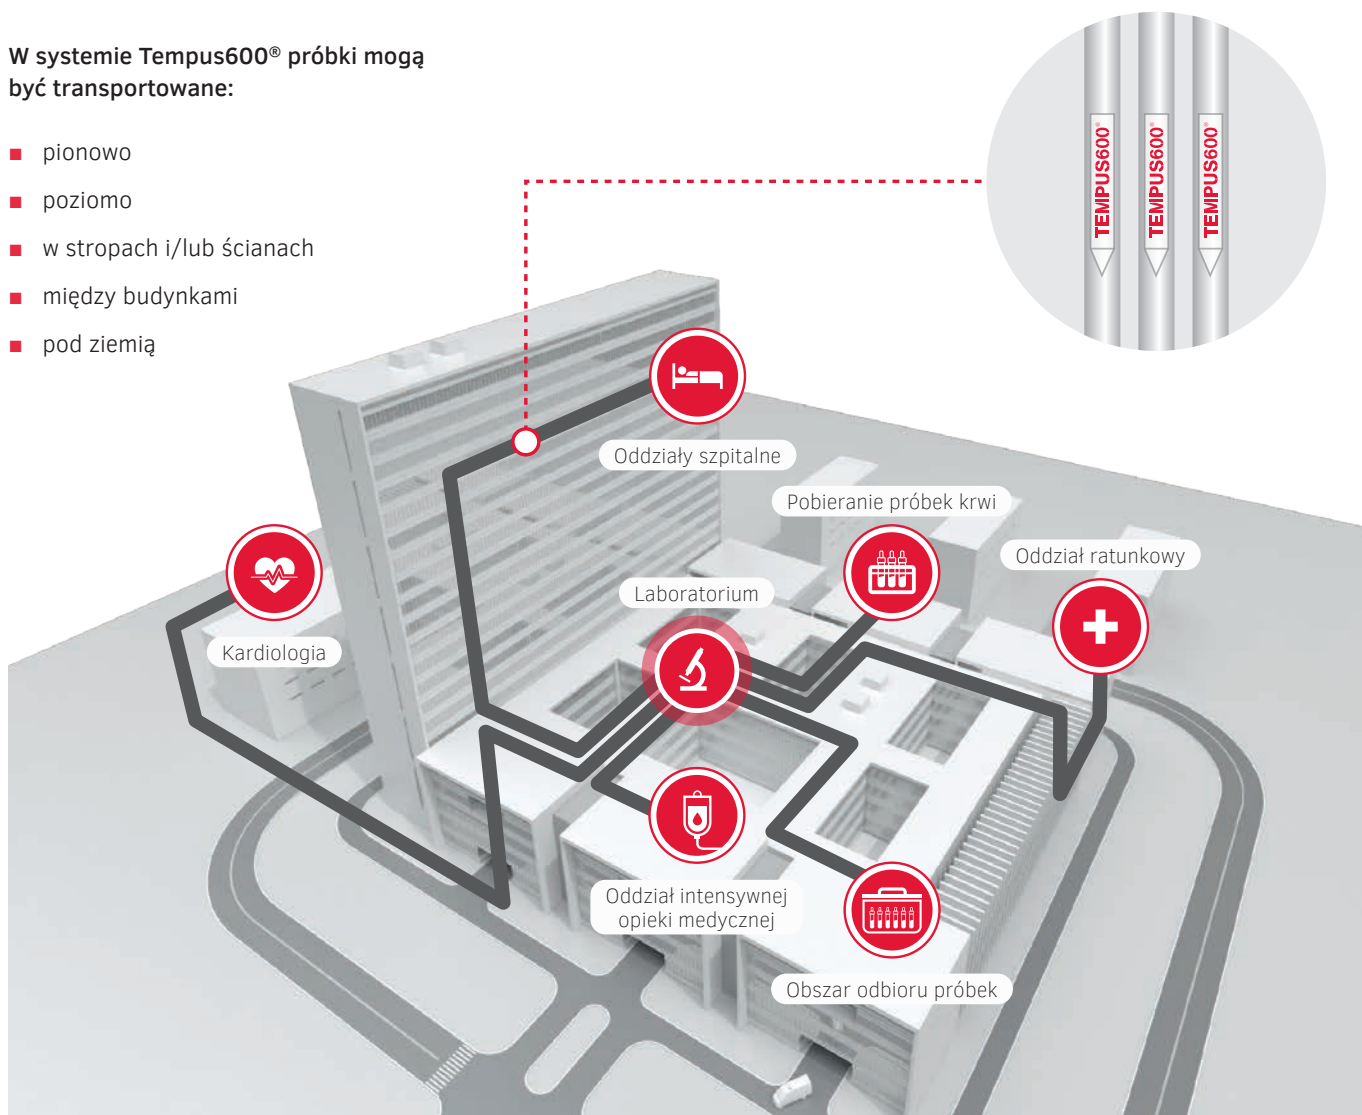 W systemie Tempus600® próbki mogą
być transportowane:
pionowo
poziomo
w stropach i/lub ścianach
między budynkami
pod ziemią
TEMPUS600®
TEMPUS600®
TEMPUS600®
Oddziały szpitalne
Pobieranie próbek krwi
Oddział ratunkowy
Laboratorium
Kardiologia
Oddział intensywnej
opieki medycznej
Obszar odbioru próbek